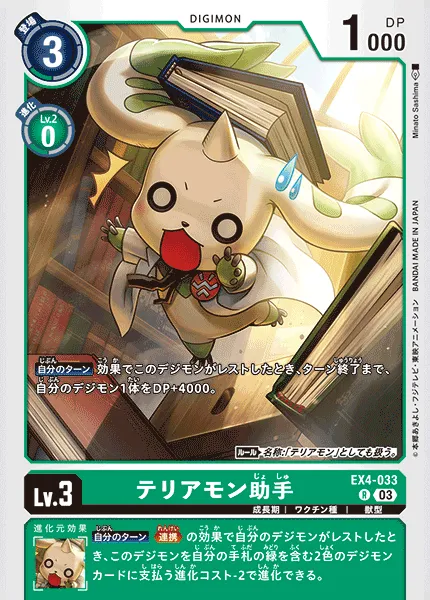 DIGIMON
登場
3
DP
1000
進化
Lv.2
0
Minato Sashima
BANDAI MADE IN JAPAN
©本郷あきよし・フジテレビ・東映アニメーション
自分のターン 効果でこのデジモンがレストしたとき、ターン終了まで、
自分のデジモン1体をDP+4000。
ルール 名称:「テリアモン」としても扱う。
EX4-033
Lv.3
テリアモン助手
R 03
成長期 | ワクチン種 | 獣型
進化元効果
自分のターン 連携 の効果で自分のデジモンがレストしたと
き、このデジモンを自分の手札の緑を含む2色のデジモン
カードに支払う進化コスト-2で進化できる。